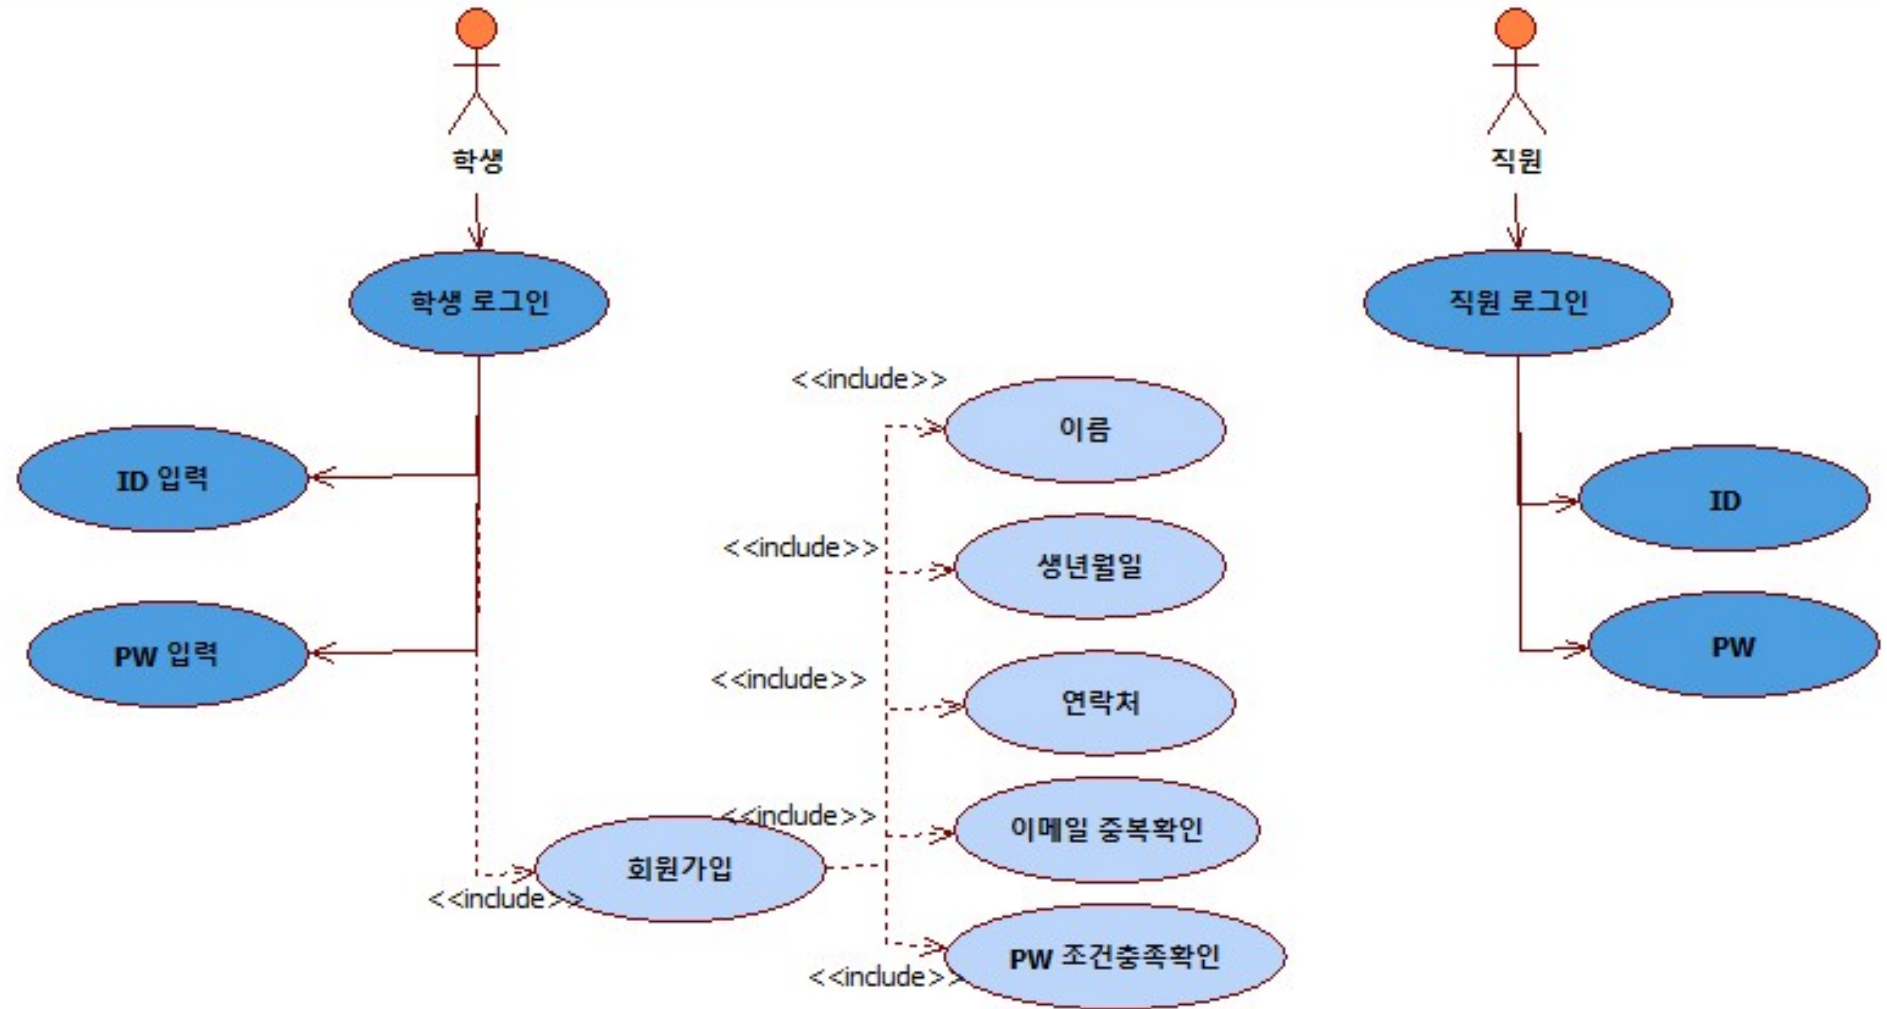 학생
직원
학생 로그인
직원 로그인
<<include>>
이름
ID 입력
ID
<<include>>
생년월일
PW 입력
PW
<<include>>
연락처
<<include>>
이메일 중복확인
회원가입
<<include>>
PW 조건충족확인
<<include>>